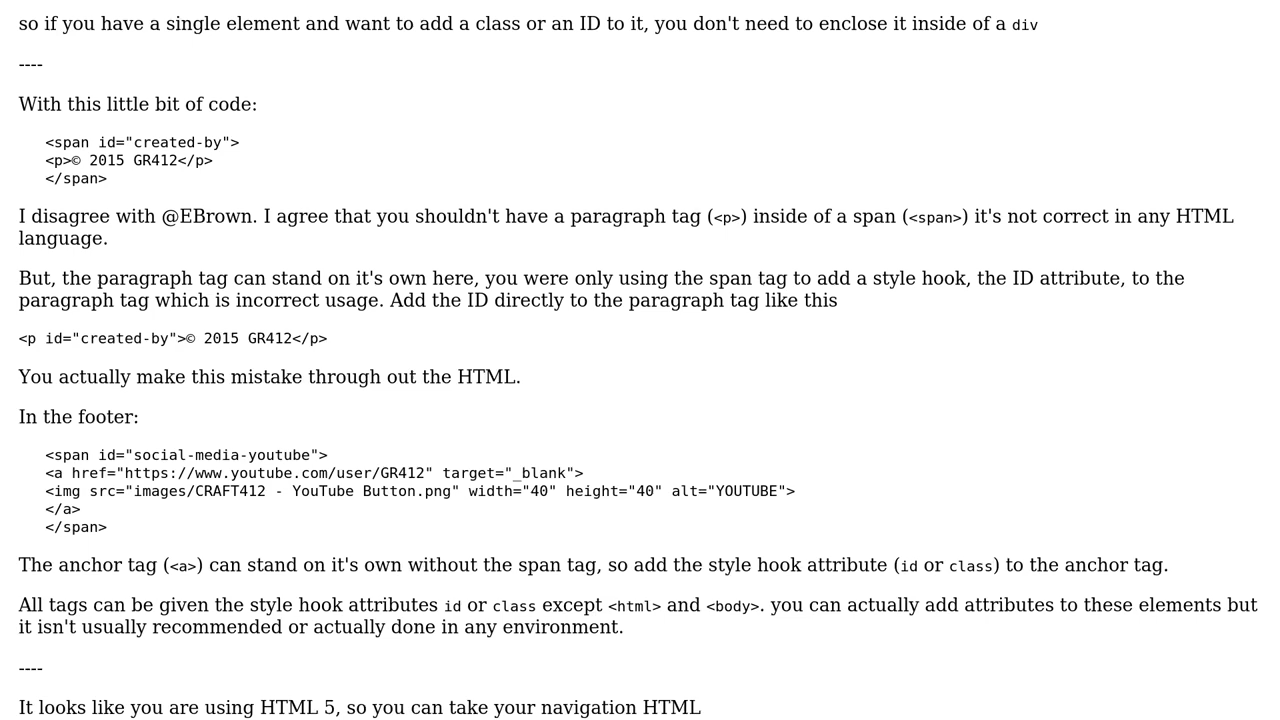 so if you have a single element and want to add a class or an ID to it, you don't need to enclose it inside of a div
----
With this little bit of code:
<span id="created-by">
<p>© 2015 GR412</p>
</span>
I disagree with @EBrown. I agree that you shouldn't have a paragraph tag (<p>) inside of a span (<span>) it's not correct in any HTML
language.
But, the paragraph tag can stand on it's own here, you were only using the span tag to add a style hook, the ID attribute, to the
paragraph tag which is incorrect usage. Add the ID directly to the paragraph tag like this
<p id="created-by">© 2015 GR412</p>
You actually make this mistake through out the HTML.
In the footer:
<span id="social-media-youtube">
<a href="https://www.youtube.com/user/GR412" target="_blank">
<img src="images/CRAFT412 - YouTube Button.png" width="40" height="40" alt="YOUTUBE">
</a>
</span>
The anchor tag (<a>) can stand on it's own without the span tag, so add the style hook attribute (id or class) to the anchor tag.
All tags can be given the style hook attributes id or class except <html> and <body>. you can actually add attributes to these elements but
it isn't usually recommended or actually done in any environment.
----
It looks like you are using HTML 5, so you can take your navigation HTML